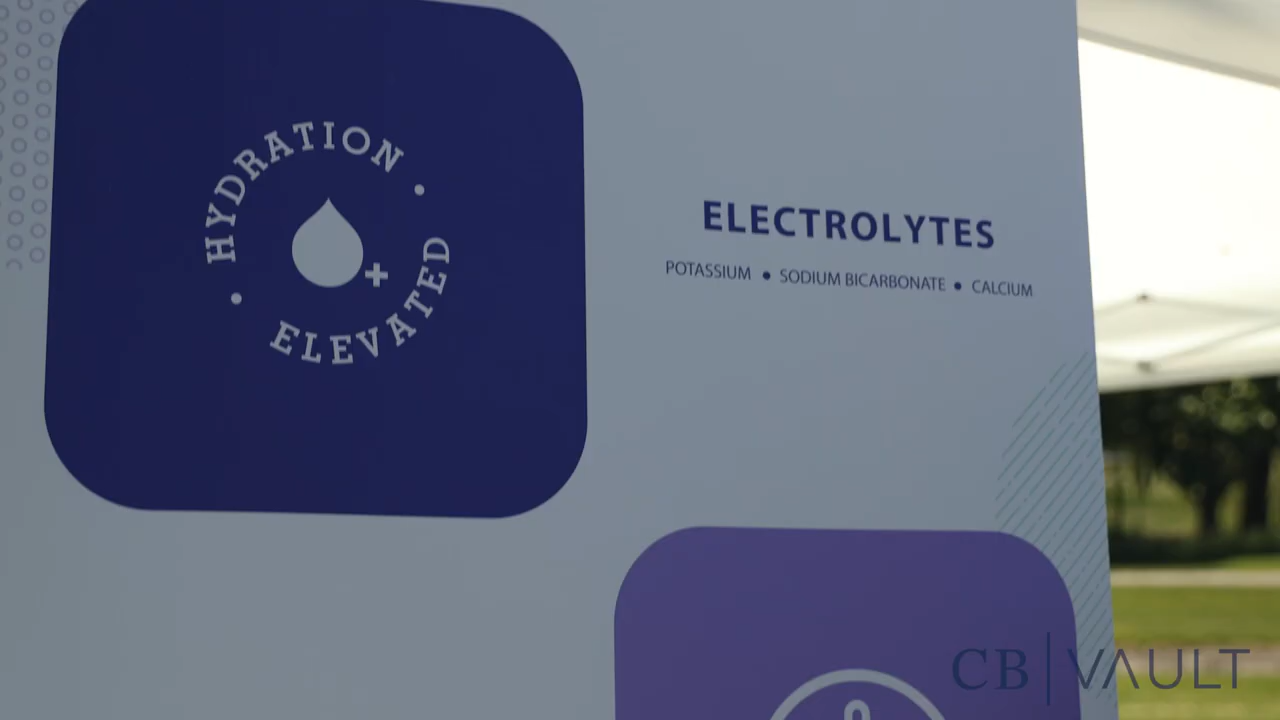 HYDRATION
ELEVATED
ELECTROLYTES
POTASSIUM • SODIUM BICARBONATE • CALCIUM
CB | VAULT